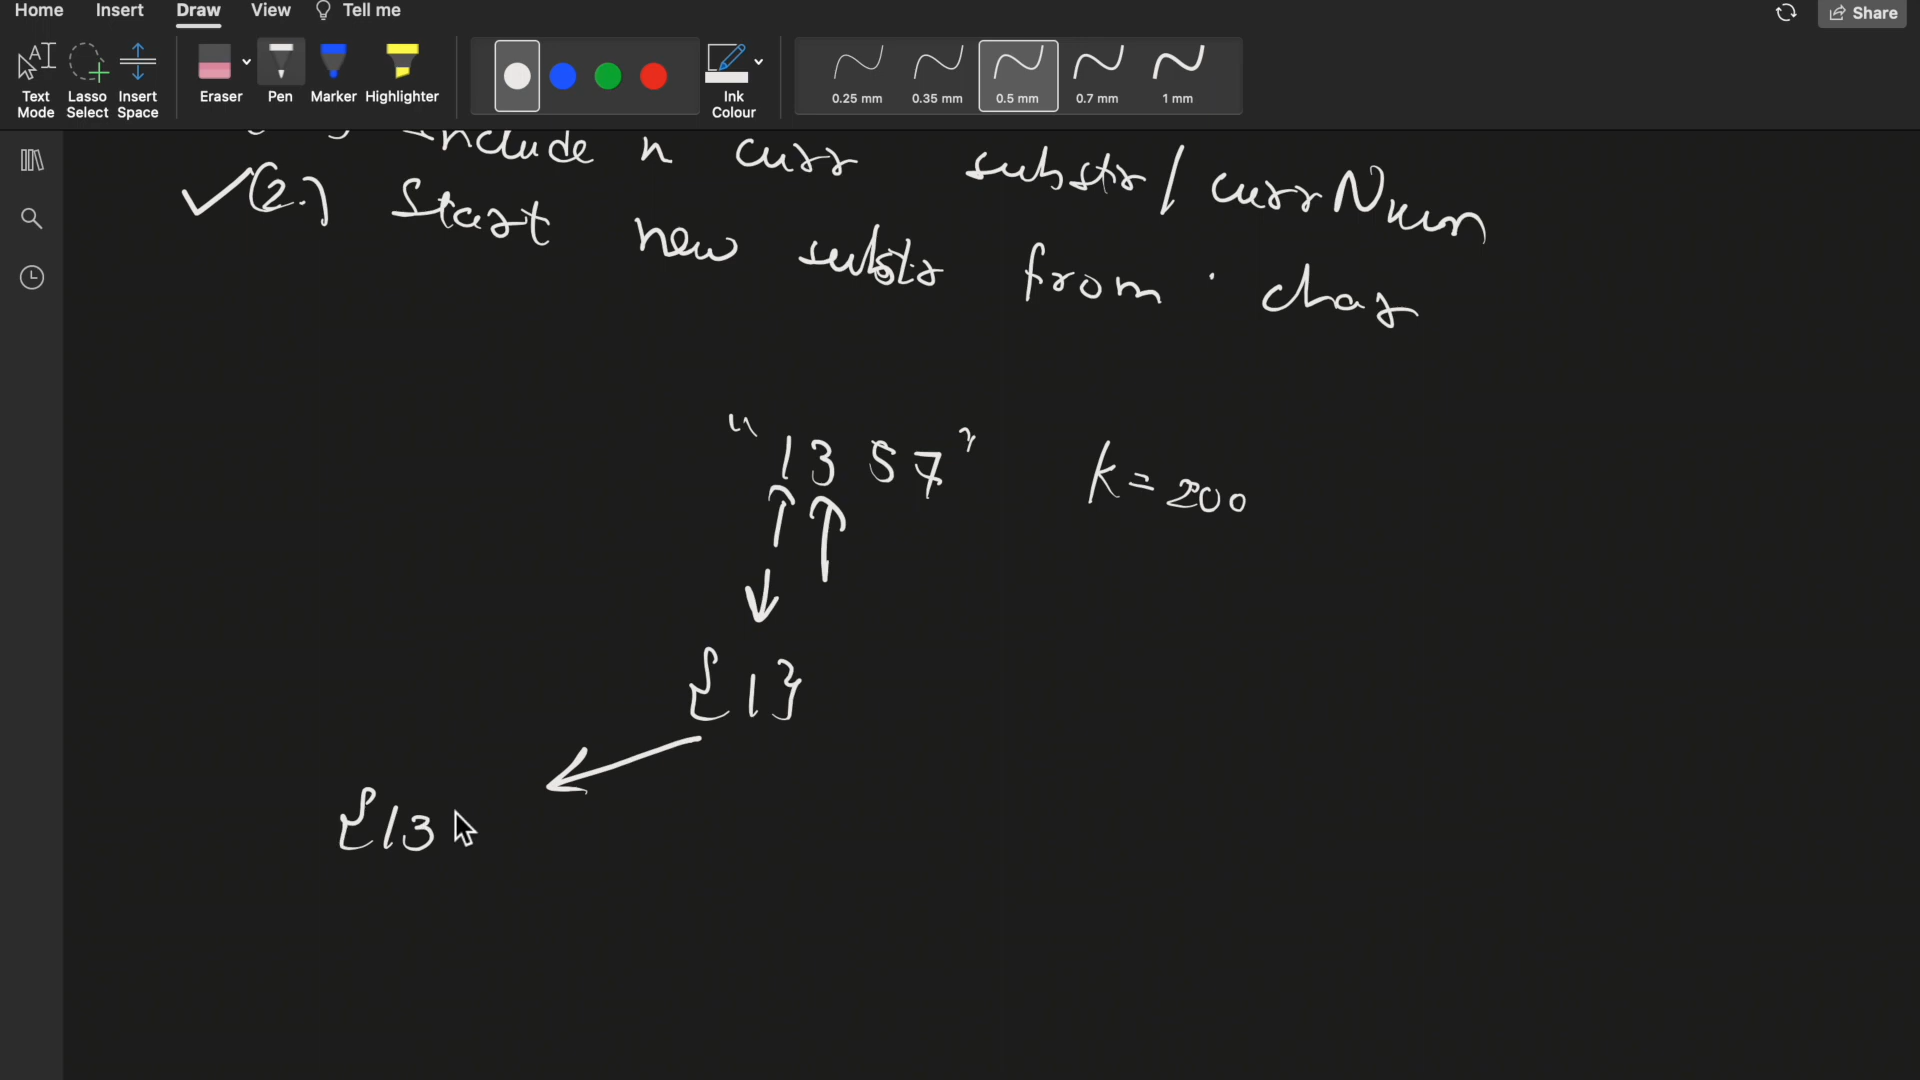 Home Insert Draw View Tell me Share
Text Mode Lasso Select Insert Space Eraser Pen Marker Highlighter Ink Colour 0.25 mm 0.35 mm 0.5 mm 0.7 mm 1 mm
Include n curr substr/currNum
(2.) Start new substr from char
"1357" k=200
{1}
{13